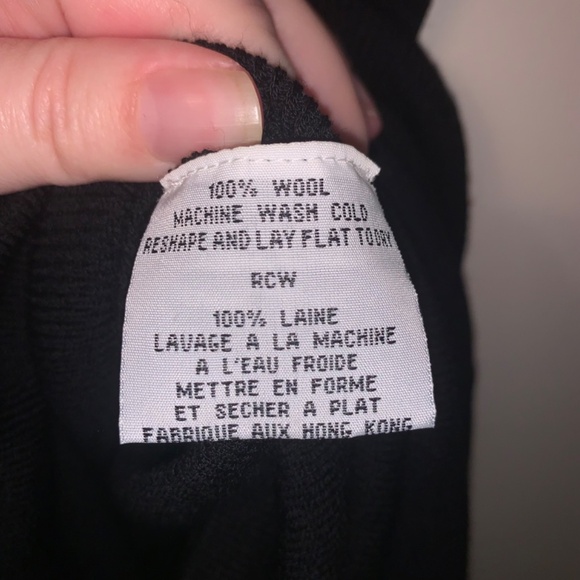 100% WOOL
MACHINE WASH COLD
RESHAPE AND LAY FLAT TO DRY
RCW
100% LAINE
LAVAGE A LA MACHINE
A L'EAU FROIDE
METTRE EN FORME
ET SECHER A PLAT
FABRIQUE AUX HONG KONG